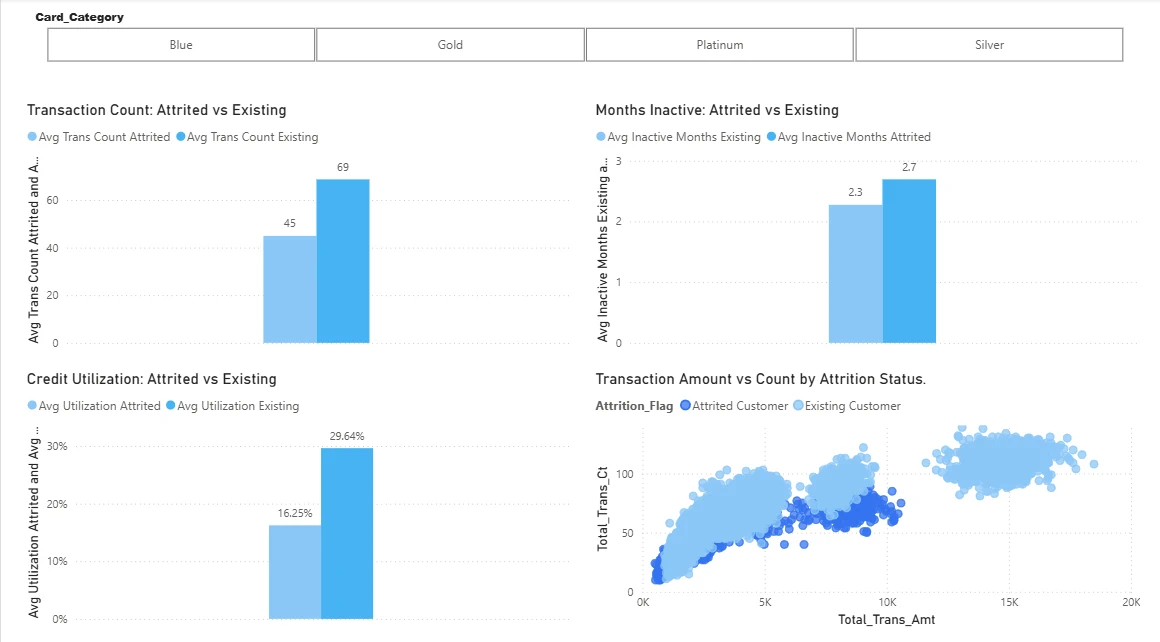 Card_Category
Blue Gold Platinum Silver
Transaction Count: Attrited vs Existing
Avg Trans Count Attrited Avg Trans Count Existing
Avg Trans Count Attrited and A...
60
40
20
0
45
69
Months Inactive: Attrited vs Existing
Avg Inactive Months Existing Avg Inactive Months Attrited
Avg Inactive Months Existing a...
3
2
1
0
2.3
2.7
Credit Utilization: Attrited vs Existing
Avg Utilization Attrited Avg Utilization Existing
Avg Utilization Attrited and Avg ...
30%
20%
10%
0%
16.25%
29.64%
Transaction Amount vs Count by Attrition Status.
Attrition_Flag Attrited Customer Existing Customer
Total_Trans_Ct
100
50
0
0K 5K 10K 15K 20K
Total_Trans_Amt